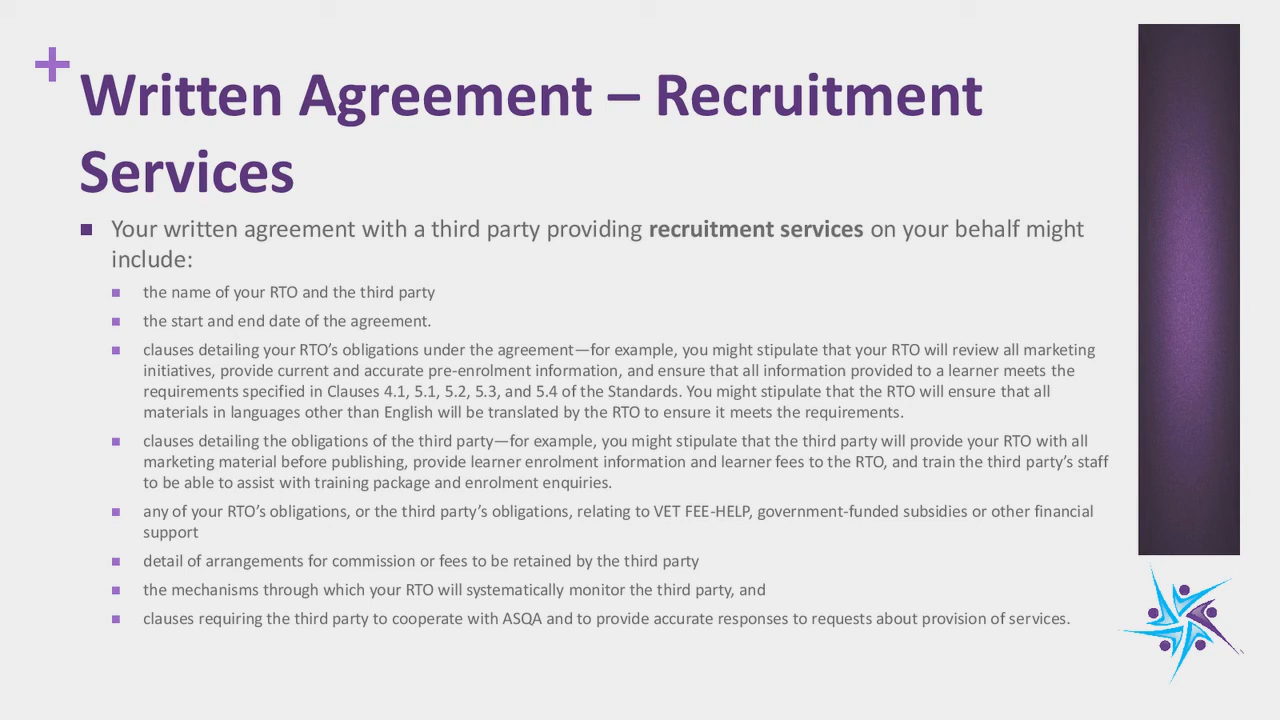 +
Written Agreement – Recruitment
Services
Your written agreement with a third party providing recruitment services on your behalf might
include:
the name of your RTO and the third party
the start and end date of the agreement.
clauses detailing your RTO’s obligations under the agreement—for example, you might stipulate that your RTO will review all marketing
initiatives, provide current and accurate pre-enrolment information, and ensure that all information provided to a learner meets the
requirements specified in Clauses 4.1, 5.1, 5.2, 5.3, and 5.4 of the Standards. You might stipulate that the RTO will ensure that all
materials in languages other than English will be translated by the RTO to ensure it meets the requirements.
clauses detailing the obligations of the third party—for example, you might stipulate that the third party will provide your RTO with all
marketing material before publishing, provide learner enrolment information and learner fees to the RTO, and train the third party’s staff
to be able to assist with training package and enrolment enquiries.
any of your RTO’s obligations, or the third party’s obligations, relating to VET FEE-HELP, government-funded subsidies or other financial
support
detail of arrangements for commission or fees to be retained by the third party
the mechanisms through which your RTO will systematically monitor the third party, and
clauses requiring the third party to cooperate with ASQA and to provide accurate responses to requests about provision of services.